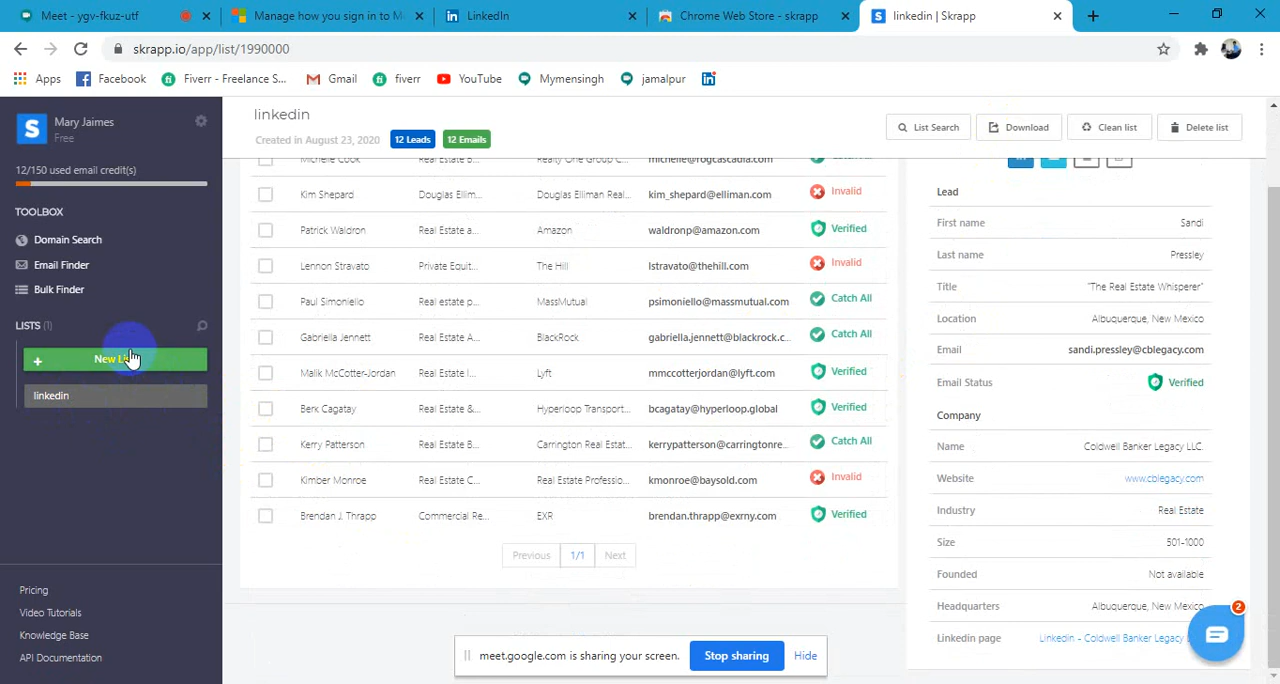 Meet - ygv-fkuz-utf
Manage how you sign in to M
LinkedIn
Chrome Web Store - skrapp
linkedin | Skrapp
skrapp.io/app/list/1990000
Apps Facebook Fiverr - Freelance S... Gmail fiverr YouTube Mymensingh jamalpur
S Mary Jaimes
Free
12/150 used email credit(s)
TOOLBOX
Domain Search
Email Finder
Bulk Finder
LISTS (1)
+ New
linkedin
Pricing
Video Tutorials
Knowledge Base
API Documentation
linkedin
Created in August 23, 2020 12 Leads 12 Emails
List Search Download Clean list Delete list
Michelle Cook Real Estate B... Realty One Group C... michelle@rogcascadia.com
Kim Shepard Douglas Ellim... Douglas Elliman Real... kim_shepard@elliman.com Invalid
Patrick Waldron Real Estate a... Amazon waldronp@amazon.com Verified
Lennon Stravato Private Equit... The Hill lstravato@thehill.com Invalid
Paul Simoniello Real estate p... MassMutual psimoniello@massmutual.com Catch All
Gabriella Jennett Real Estate... BlackRock gabriella.jennett@blackrock.c... Catch All
Malik McCotter-Jordan Real Estate I... Lyft mmccotterjordan@lyft.com Verified
Berk Cagatay Real Estate &... Hyperloop Transport... bcagatay@hyperloop.global Verified
Kerry Patterson Real Estate B... Carrington Real Estat... kerrypatterson@carringtonre... Catch All
Kimber Monroe Real Estate C... Real Estate Professio... kmonroe@baysold.com Invalid
Brendan J. Thrapp Commercial Re... EXR brendan.thrapp@exrny.com Verified
Previous 1/1 Next
Lead
First name Sandi
Last name Pressley
Title "The Real Estate Whisperer"
Location Albuquerque, New Mexico
Email sandi.pressley@cblegacy.com
Email Status Verified
Company
Name Coldwell Banker Legacy LLC.
Website www.cblegacy.com
Industry Real Estate
Size 501-1000
Founded Not available
Headquarters Albuquerque, New Mexico
Linkedin page Linkedin - Coldwell Banker Legacy
2
meet.google.com is sharing your screen. Stop sharing Hide